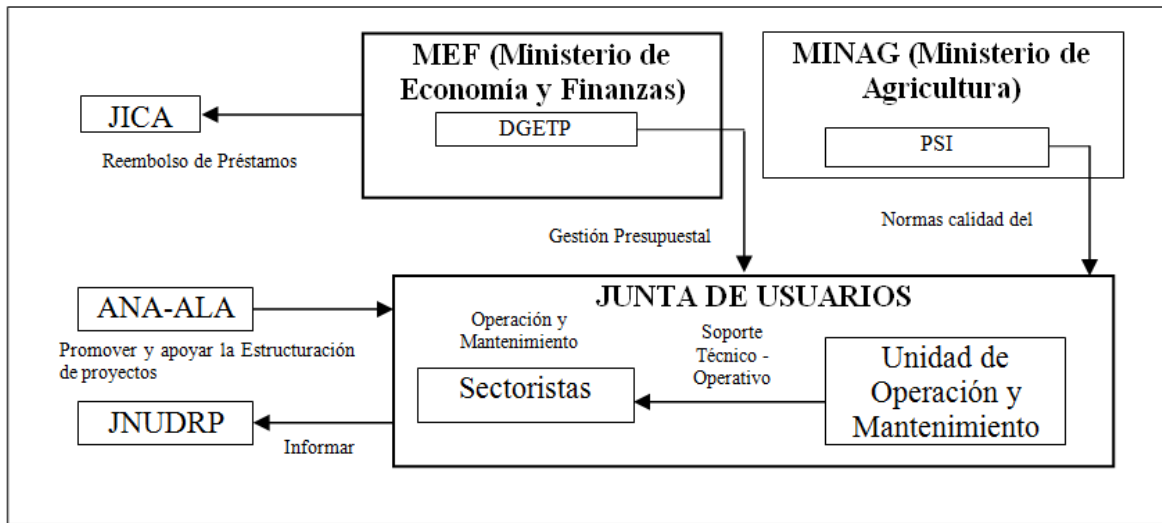 MEF (Ministerio de
Economía y Finanzas)
DGETP
MINAG (Ministerio de
Agricultura)
PSI
JICA
Reembolso de Préstamos
Gestión Presupuestal
Normas calidad del
ANA-ALA
Promover y apoyar la Estructuración
de proyectos
JNUDRP
Informar
JUNTA DE USUARIOS
Operación y
Mantenimiento
Sectoristas
Soporte
Técnico -
Operativo
Unidad de
Operación y
Mantenimiento